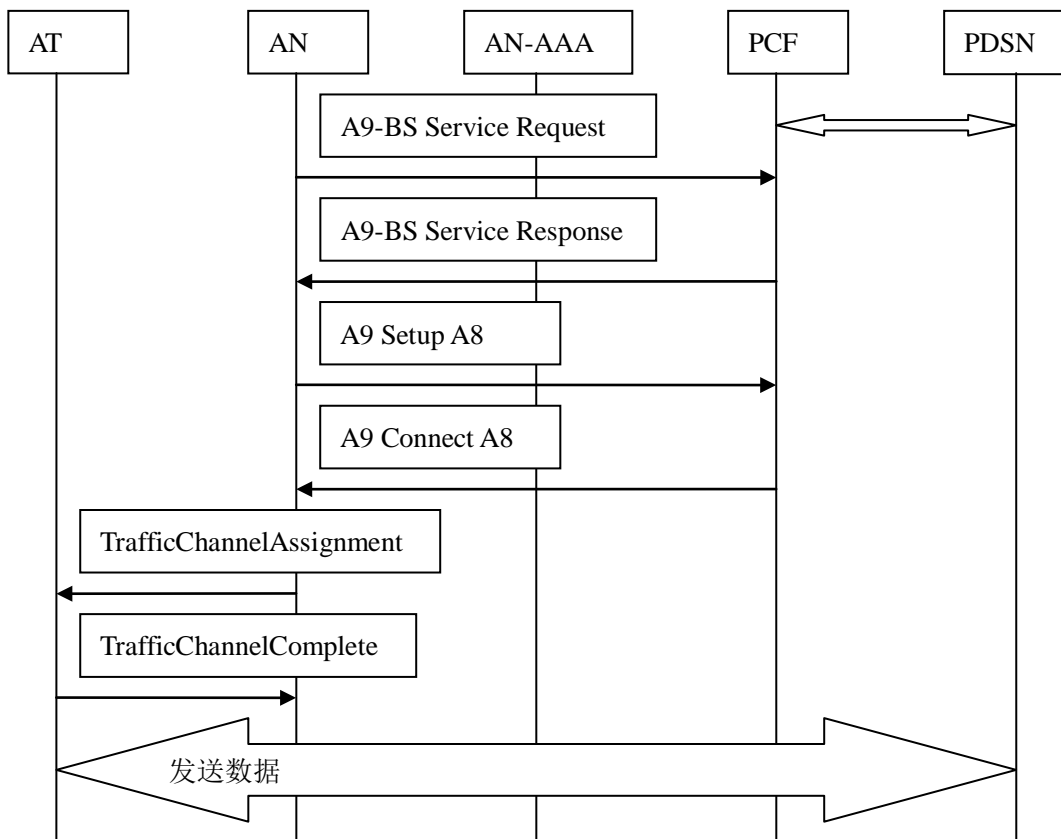 AT
AN
AN-AAA
PCF
PDSN
A9-BS Service Request
A9-BS Service Response
A9 Setup A8
A9 Connect A8
TrafficChannelAssignment
TrafficChannelComplete
发送数据